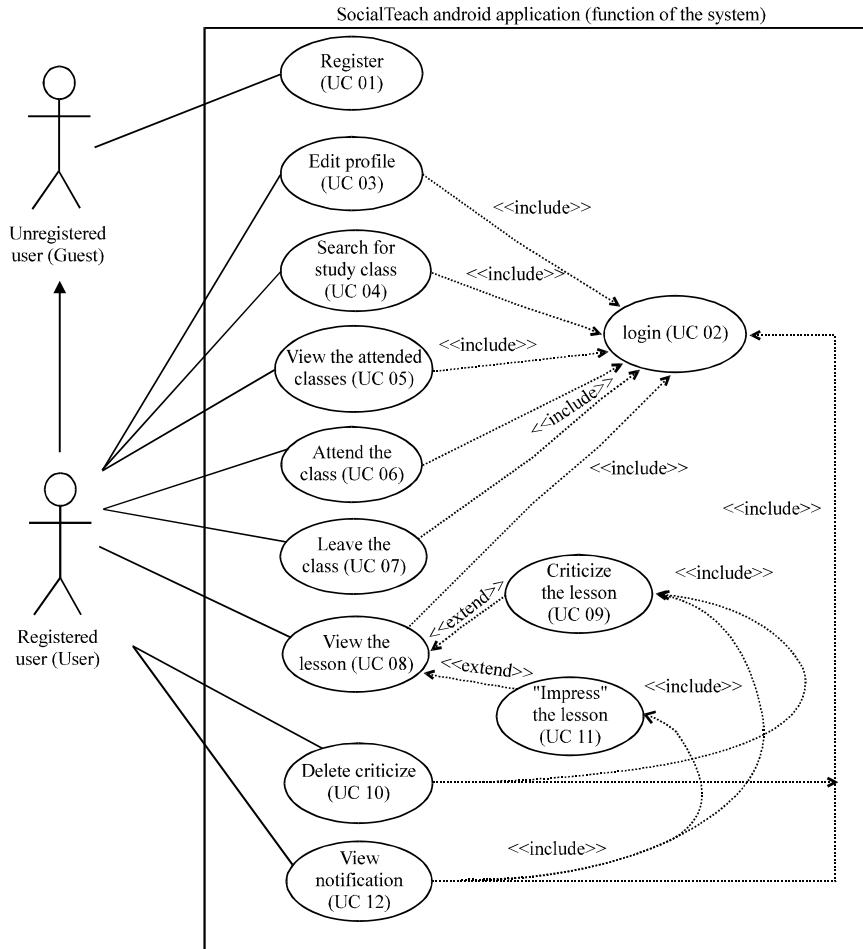 SocialTeach android application (function of the system)
Register
(UC 01)
Edit profile
(UC 03)
<<include>>
Unregistered
user (Guest)
Search for
study class
(UC 04)
<<include>>
login (UC 02)
View the attended
classes (UC 05)
<<include>>
<<include>>
Attend the
class (UC 06)
<<include>>
<<include>>
Leave the
class (UC 07)
Criticize
the lesson
(UC 09)
<<include>>
<<extend>>
Registered
user (User)
View the
lesson (UC 08)
<<extend>>
"Impress"
the lesson
(UC 11)
<<include>>
Delete criticize
(UC 10)
<<include>>
View
notification
(UC 12)